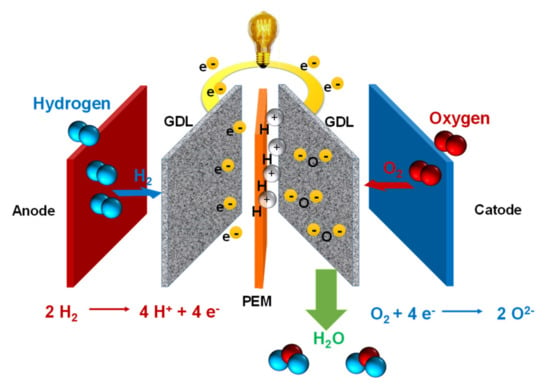 e-
e-
e-
e-
Hydrogen
GDL
GDL
Oxygen
e-
H
+
- O -
H2
O2
e-
H
+
Anode
- O -
H
+
Catode
e-
- O -
H
+
e-
PEM
2 H2 → 4 H+ + 4 e-
O2 + 4 e- → 2 O2-
H2O